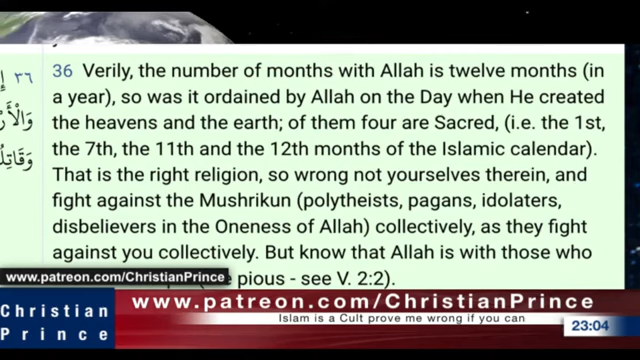 36 Verily, the number of months with Allah is twelve months (in
a year), so was it ordained by Allah on the Day when He created
the heavens and the earth; of them four are Sacred, (i.e. the 1st,
the 7th, the 11th and the 12th months of the Islamic calendar).
That is the right religion, so wrong not yourselves therein, and
fight against the Mushrikun (polytheists, pagans, idolaters,
disbelievers in the Oneness of Allah) collectively, as they fight
against you collectively. But know that Allah is with those who
pious - see V. 2:2).
٣٦
www.patreon.com/ChristianPrince
www.patreon.com/ChristianPrince
Christian
Prince
Islam is a Cult prove me wrong if you can
23:04